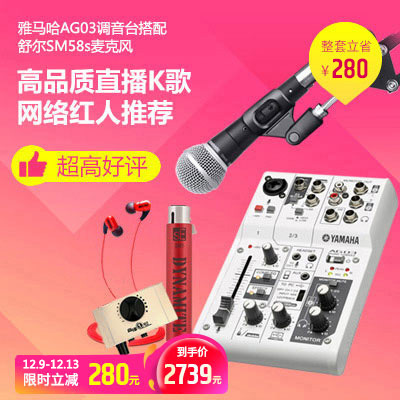 雅马哈AG03调音台搭配
舒尔SM58s麦克风
整套立省
¥280
高品质直播K歌
网络红人推荐
超高好评
YAMAHA
AG03
DYNAMITE
MONITOR
12.9-12.13
限时立减
280元
到手价
2739元